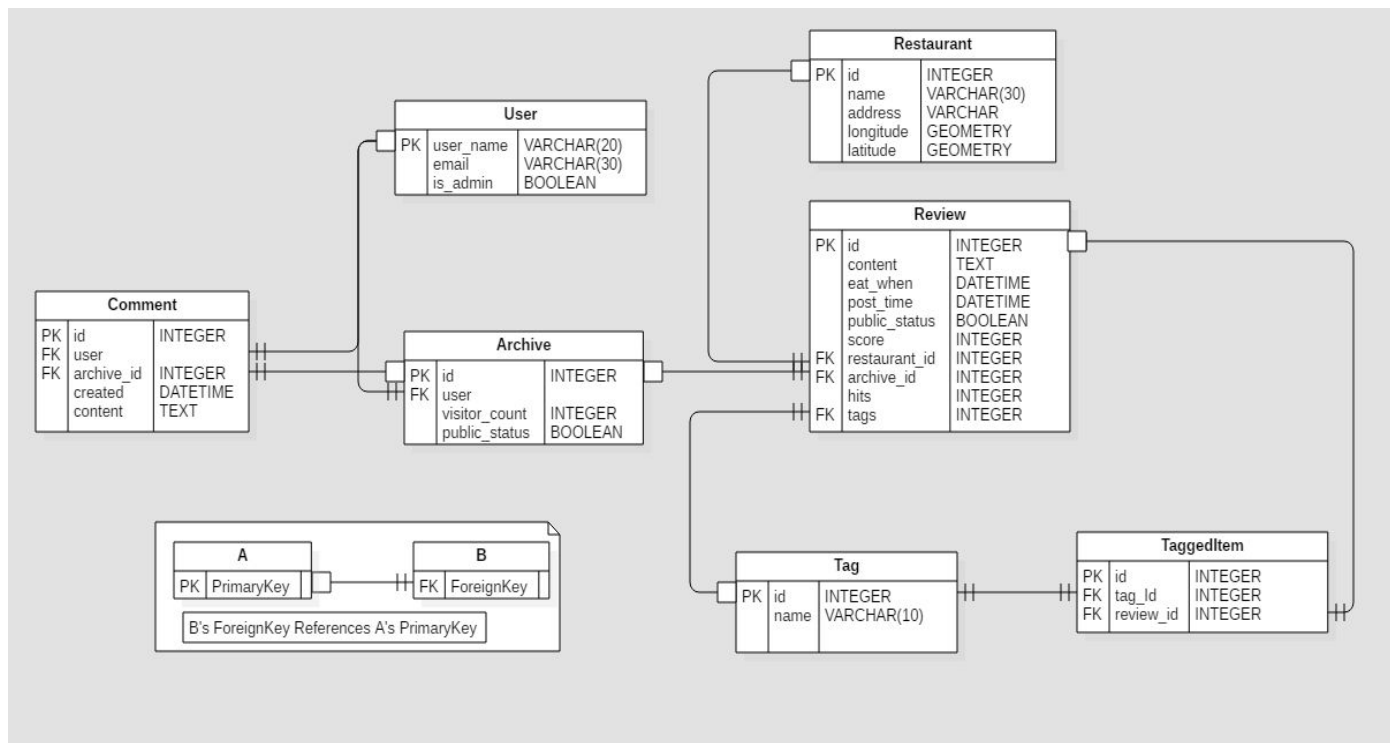 Restaurant
PK id INTEGER
name VARCHAR(30)
address VARCHAR
longitude GEOMETRY
latitude GEOMETRY
User
PK user_name VARCHAR(20)
email VARCHAR(30)
is_admin BOOLEAN
Review
PK id INTEGER
content TEXT
eat_when DATETIME
post_time DATETIME
public_status BOOLEAN
score INTEGER
FK restaurant_id INTEGER
FK archive_id INTEGER
hits INTEGER
FK tags INTEGER
Comment
PK id INTEGER
FK user
FK archive_id INTEGER
created DATETIME
content TEXT
Archive
PK id INTEGER
FK user
visitor_count INTEGER
public_status BOOLEAN
A
PK PrimaryKey
B
FK ForeignKey
B's ForeignKey References A's PrimaryKey
Tag
PK id INTEGER
name VARCHAR(10)
TaggedItem
PK id INTEGER
FK tag_Id INTEGER
FK review_id INTEGER